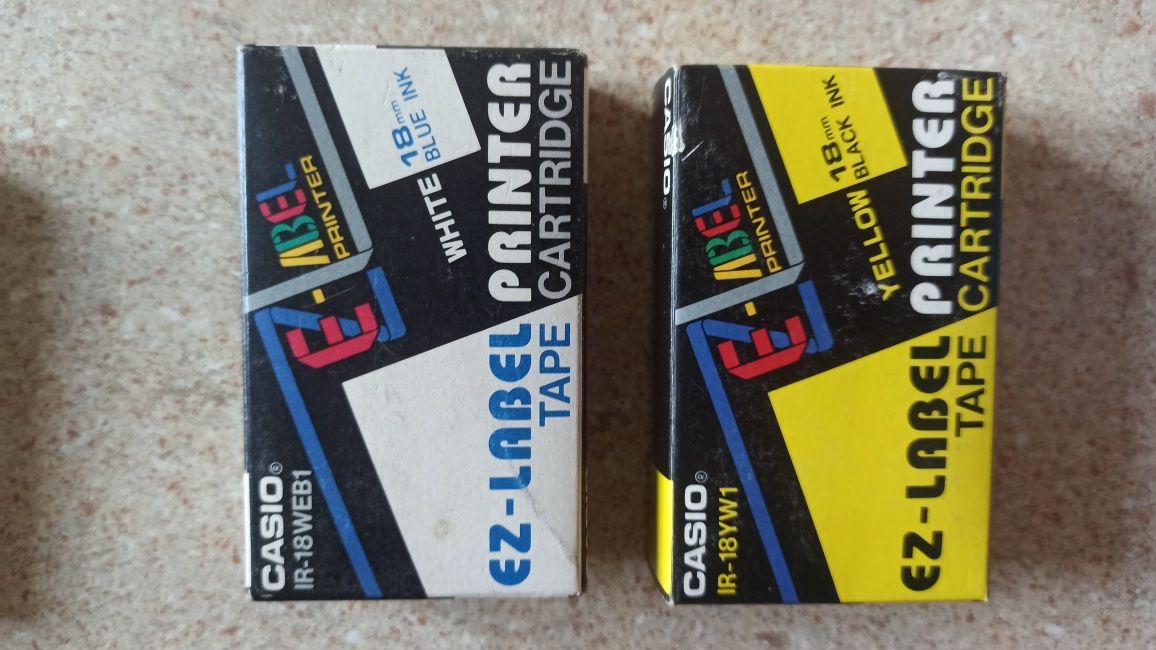 CASIO®
IR-18WEB1
EZ-LABEL
PRINTER
WHITE
18mm
BLUE INK
EZ-LABEL PRINTER
TAPE CARTRIDGE
CASIO®
CASIO®
IR-18YW1
EZ-LABEL
PRINTER
YELLOW
18mm
BLACK INK
EZ-LABEL PRINTER
TAPE CARTRIDGE